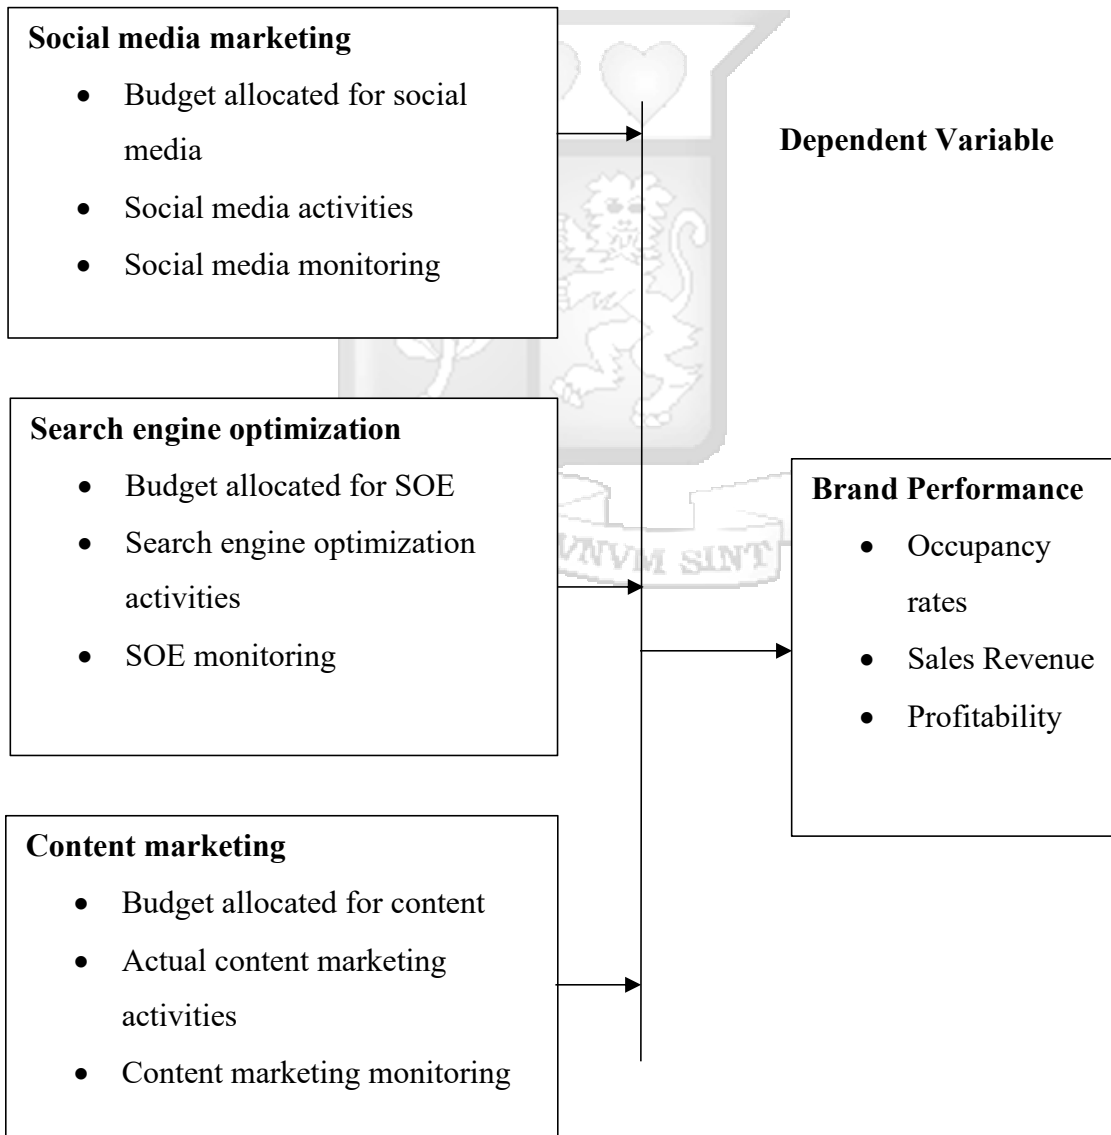 Social media marketing
• Budget allocated for social
media
• Social media activities
• Social media monitoring
Dependent Variable
Search engine optimization
• Budget allocated for SOE
• Search engine optimization
activities
• SOE monitoring
VNVM SINT
Brand Performance
• Occupancy
rates
• Sales Revenue
• Profitability
Content marketing
• Budget allocated for content
• Actual content marketing
activities
• Content marketing monitoring